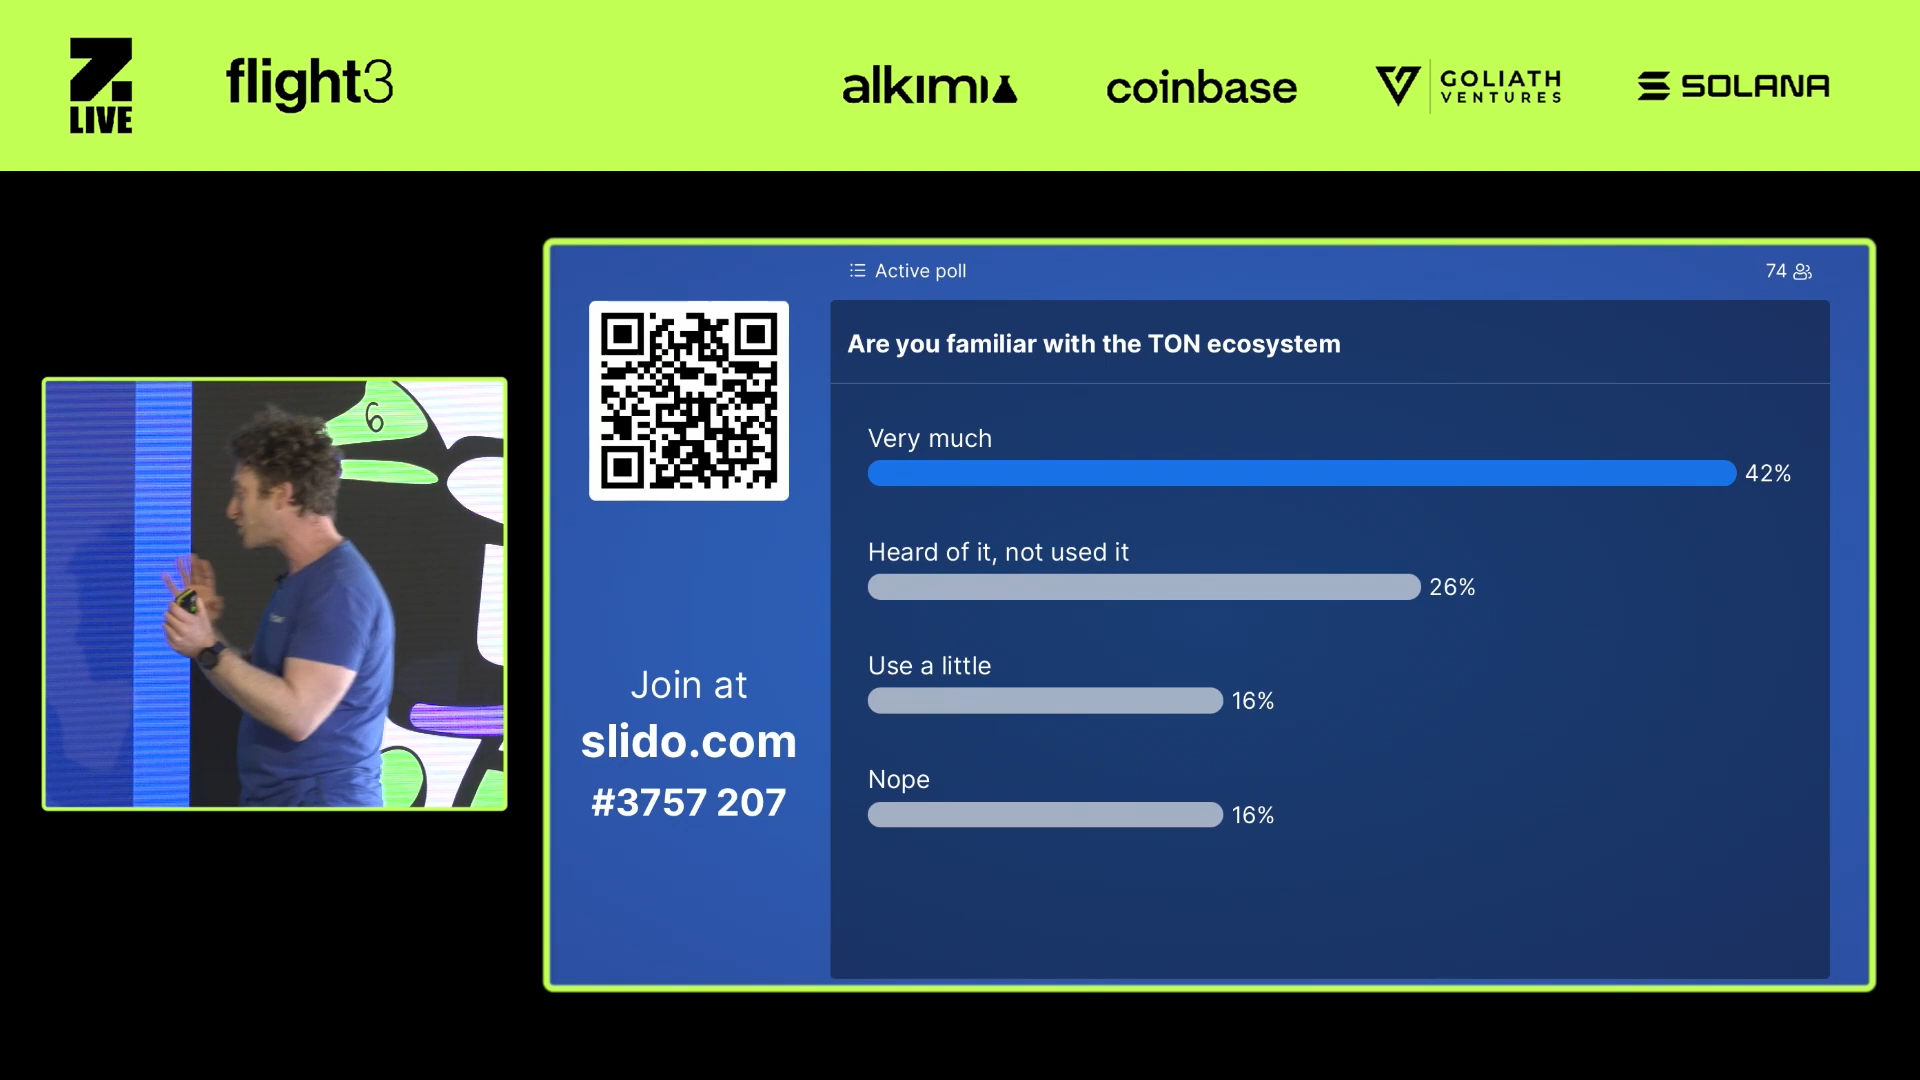 Z
LIVE
flight3
alkimi
coinbase
GOLIATH
VENTURES
SOLANA
Active poll
74
Are you familiar with the TON ecosystem
Very much
42%
Heard of it, not used it
26%
Use a little
16%
Nope
16%
Join at
slido.com
#3757 207
6